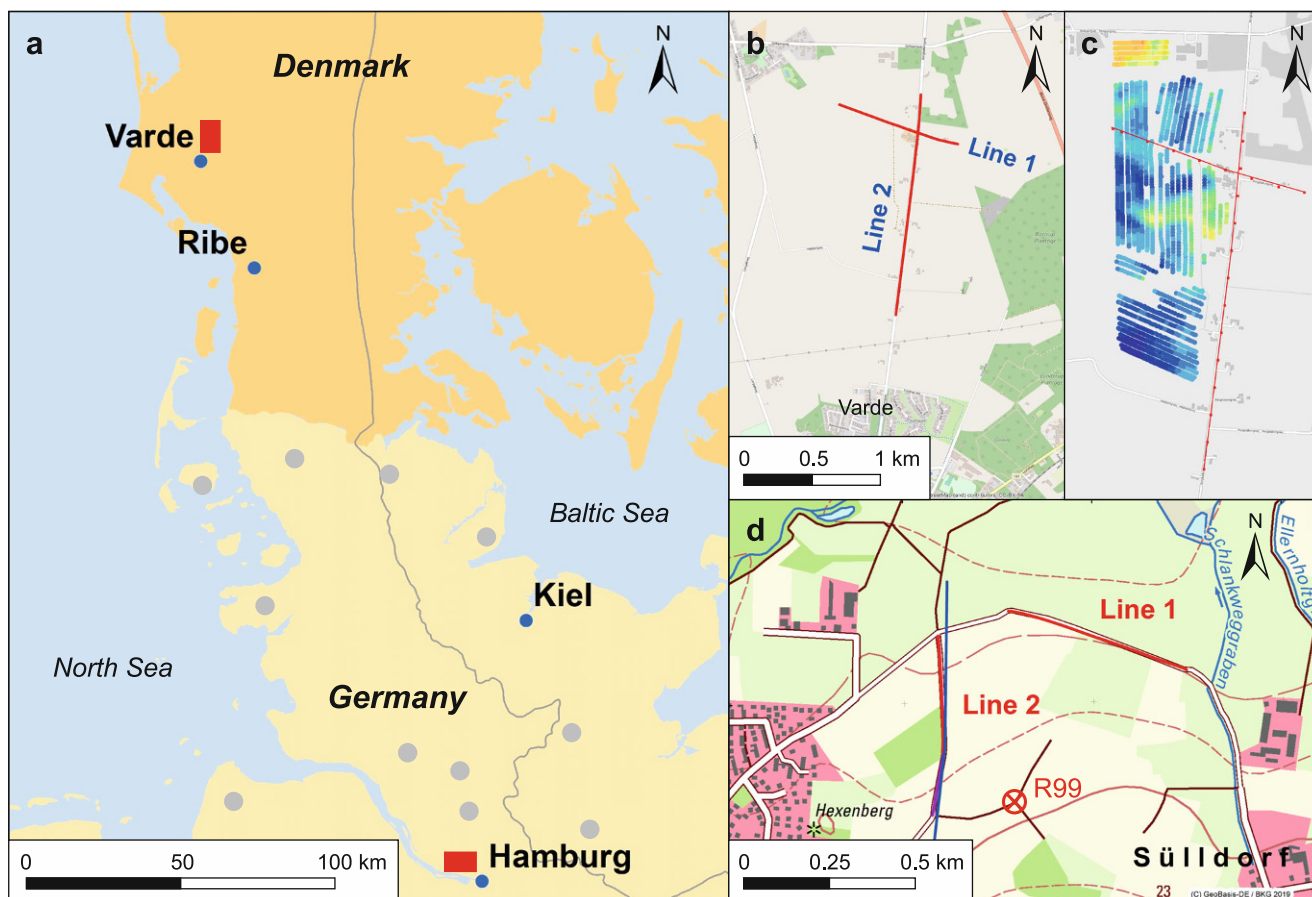 a
N
Denmark
Varde
Ribe
Baltic Sea
Kiel
North Sea
Germany
Hamburg
0 50 100 km
b
N
Line 1
Line 2
Varde
0 0.5 1 km
c
N
d
N
Schlankweggraben
Line 1
Line 2
R99
Hexenberg
Sülldorf
23
0 0.25 0.5 km
(C) GeoBasis-DE / BKG 2019